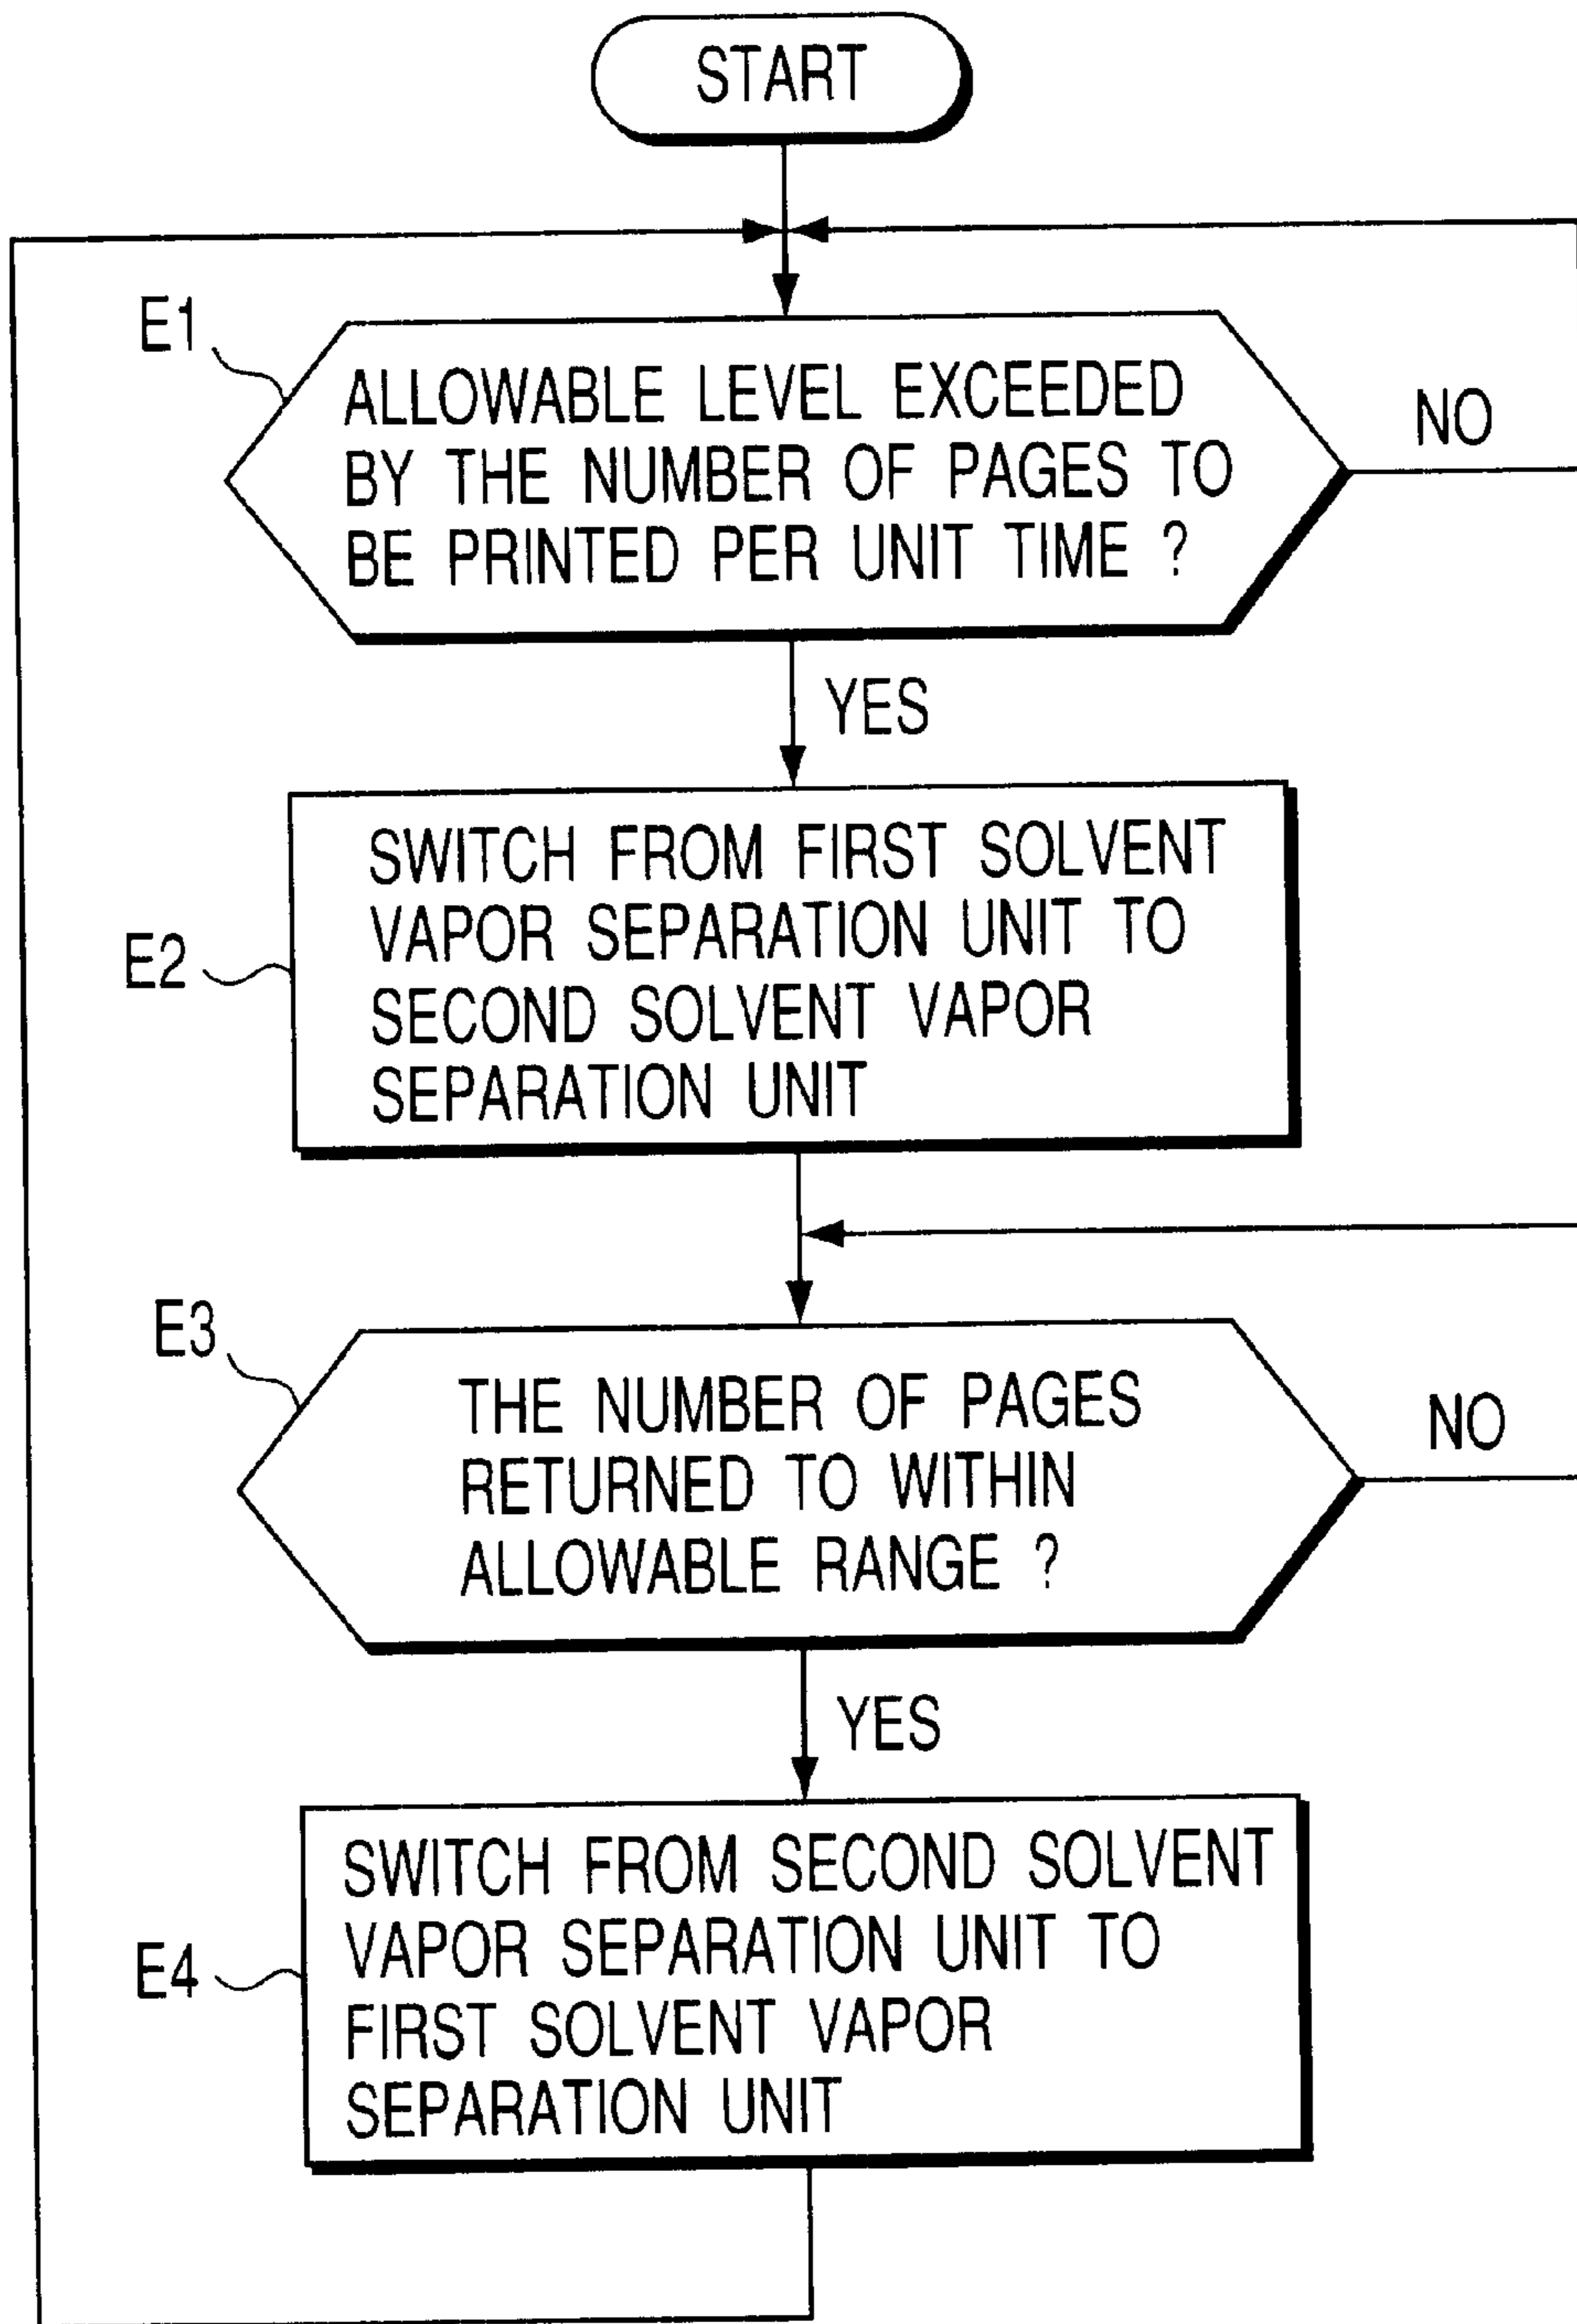 START
E1
ALLOWABLE LEVEL EXCEEDED
BY THE NUMBER OF PAGES TO
BE PRINTED PER UNIT TIME ?
NO
YES
E2
SWITCH FROM FIRST SOLVENT
VAPOR SEPARATION UNIT TO
SECOND SOLVENT VAPOR
SEPARATION UNIT
E3
THE NUMBER OF PAGES
RETURNED TO WITHIN
ALLOWABLE RANGE ?
NO
YES
E4
SWITCH FROM SECOND SOLVENT
VAPOR SEPARATION UNIT TO
FIRST SOLVENT VAPOR
SEPARATION UNIT